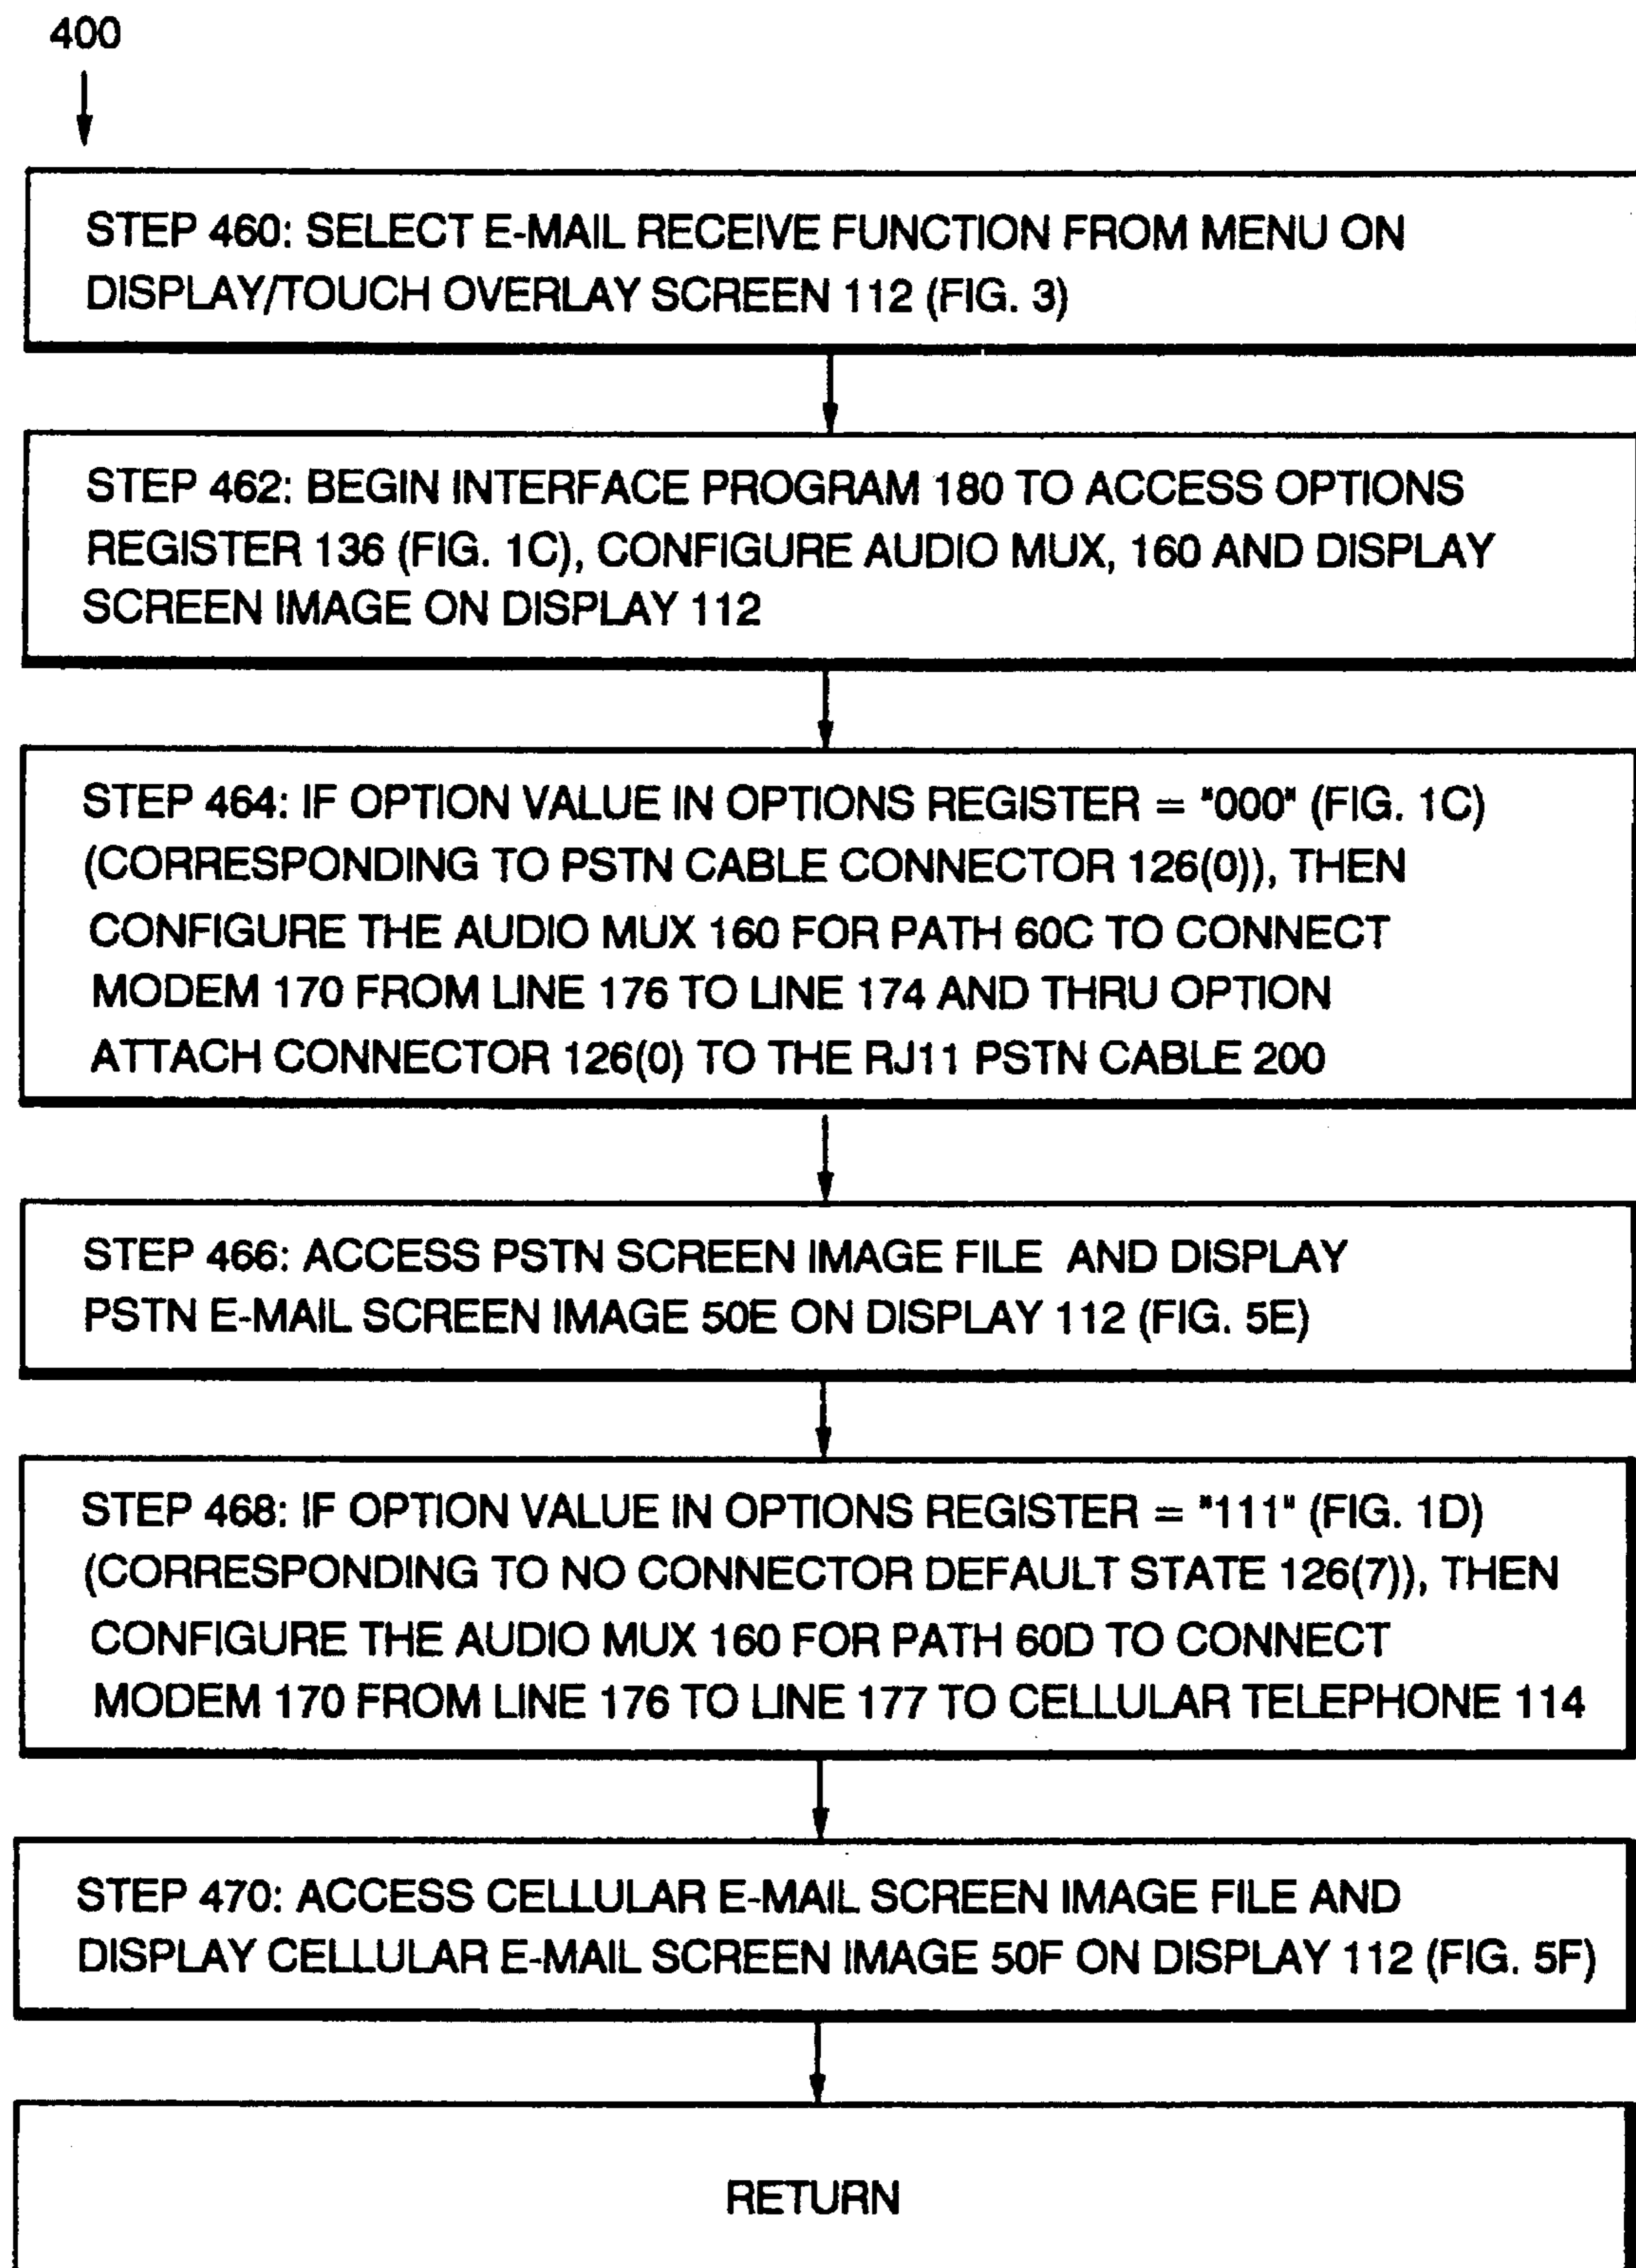 400
STEP 460: SELECT E-MAIL RECEIVE FUNCTION FROM MENU ON
DISPLAY/TOUCH OVERLAY SCREEN 112 (FIG. 3)
STEP 462: BEGIN INTERFACE PROGRAM 180 TO ACCESS OPTIONS
REGISTER 136 (FIG. 1C), CONFIGURE AUDIO MUX, 160 AND DISPLAY
SCREEN IMAGE ON DISPLAY 112
STEP 464: IF OPTION VALUE IN OPTIONS REGISTER = "000" (FIG. 1C)
(CORRESPONDING TO PSTN CABLE CONNECTOR 126(0)), THEN
CONFIGURE THE AUDIO MUX 160 FOR PATH 60C TO CONNECT
MODEM 170 FROM LINE 176 TO LINE 174 AND THRU OPTION
ATTACH CONNECTOR 126(0) TO THE RJ11 PSTN CABLE 200
STEP 466: ACCESS PSTN SCREEN IMAGE FILE AND DISPLAY
PSTN E-MAIL SCREEN IMAGE 50E ON DISPLAY 112 (FIG. 5E)
STEP 468: IF OPTION VALUE IN OPTIONS REGISTER = "111" (FIG. 1D)
(CORRESPONDING TO NO CONNECTOR DEFAULT STATE 126(7)), THEN
CONFIGURE THE AUDIO MUX 160 FOR PATH 60D TO CONNECT
MODEM 170 FROM LINE 176 TO LINE 177 TO CELLULAR TELEPHONE 114
STEP 470: ACCESS CELLULAR E-MAIL SCREEN IMAGE FILE AND
DISPLAY CELLULAR E-MAIL SCREEN IMAGE 50F ON DISPLAY 112 (FIG. 5F)
RETURN